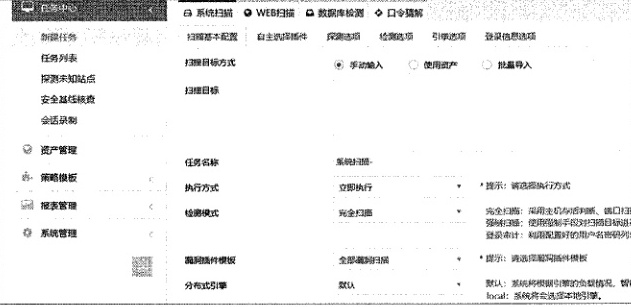 任务中心
新建任务
任务列表
探测未知站点
安全基线核查
会话录制
资产管理
策略模板
报表管理
系统管理
系统扫描 WEB扫描 数据库检测 口令猜解
扫描基本配置 自主选择插件 探测选项 检测选项 引擎选项 登录信息选项
扫描目标方式 手动输入 使用资产 批量导入
扫描目标
任务名称 系统扫描-
执行方式 立即执行 * 提示：请选择执行方式
检测模式 完全扫描 完全扫描：采用主机存活判断、端口扫
强制扫描：使用强制手段对扫描目标进
登录审计：利用配置好的用户名密码列
漏洞插件模板 全部漏洞扫描 * 提示：请选择漏洞插件模板
分布式引擎 默认 默认：系统将根据引擎的负载情况，智
local：系统将会选择本地引擎。